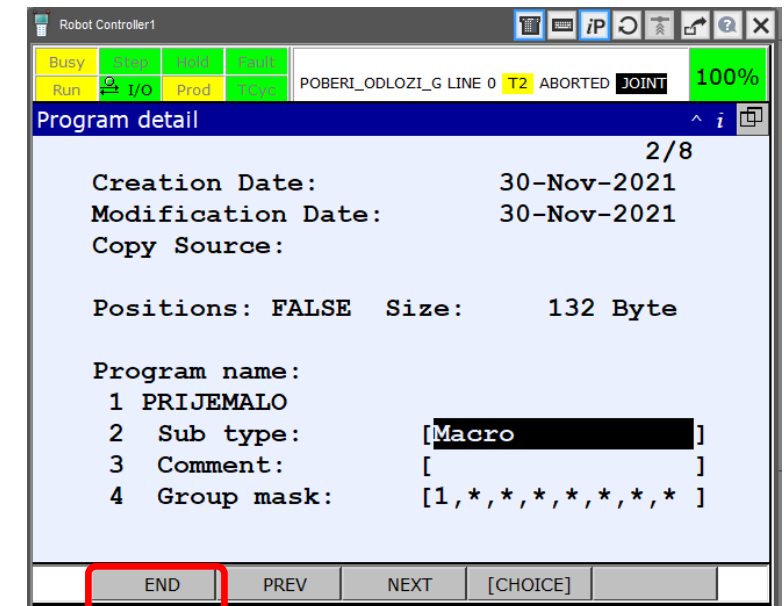 Robot Controller1 iP
Busy Step Hold Fault
Run I/O Prod TCyc
POBERI_ODLOZI_G LINE 0 T2 ABORTED JOINT
100%
Program detail
2/8
Creation Date: 30-Nov-2021
Modification Date: 30-Nov-2021
Copy Source:
Positions: FALSE Size: 132 Byte
Program name:
1 PRIJEMALO
2 Sub type: [Macro ]
3 Comment: [ ]
4 Group mask: [1,*,*,*,*,*,*,* ]
END PREV NEXT [CHOICE]